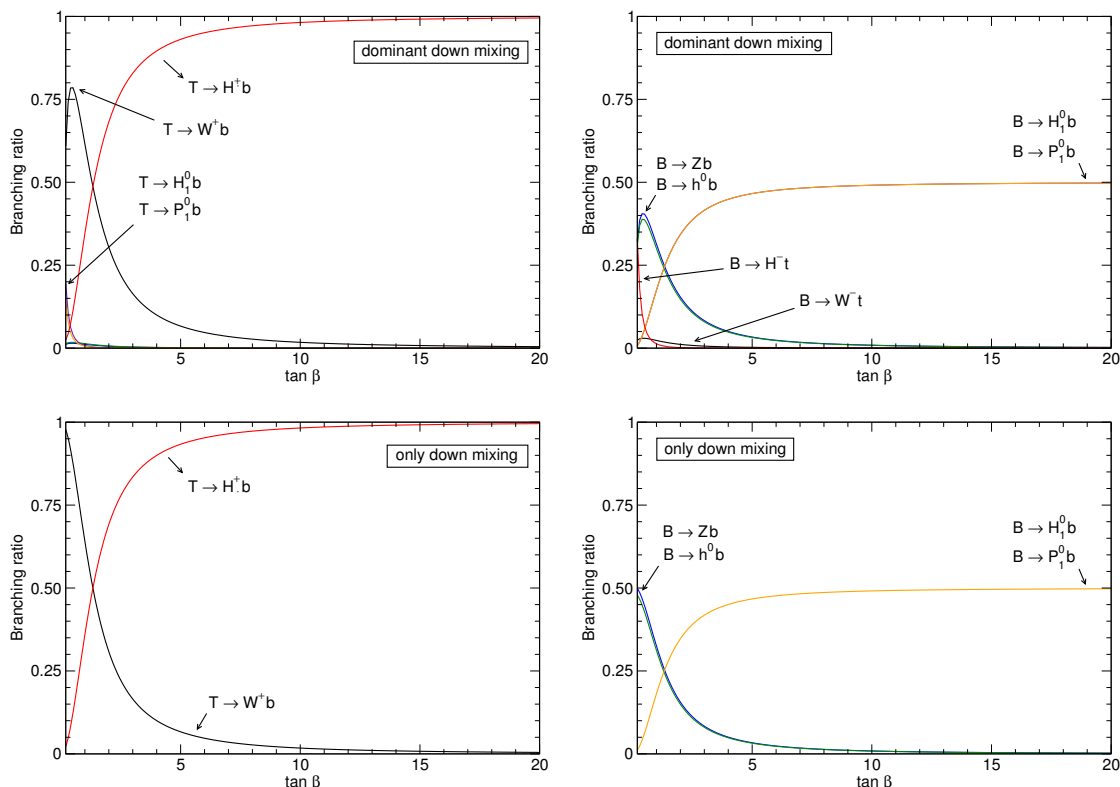 dominant down mixing
T → H⁺b
T → W⁺b
T → H₁⁰b
T → P₁⁰b
Branching ratio
1
0.75
0.50
0.25
0
5
10
15
20
tan β
dominant down mixing
B → H₁⁰b
B → P₁⁰b
B → Zb
B → h⁰b
B → H⁻t
B → W⁻t
Branching ratio
1
0.75
0.50
0.25
0
5
10
15
20
tan β
only down mixing
T → H⁺b
T → W⁺b
Branching ratio
1
0.75
0.50
0.25
0
5
10
15
20
tan β
only down mixing
B → H₁⁰b
B → P₁⁰b
B → Zb
B → h⁰b
Branching ratio
1
0.75
0.50
0.25
0
5
10
15
20
tan β